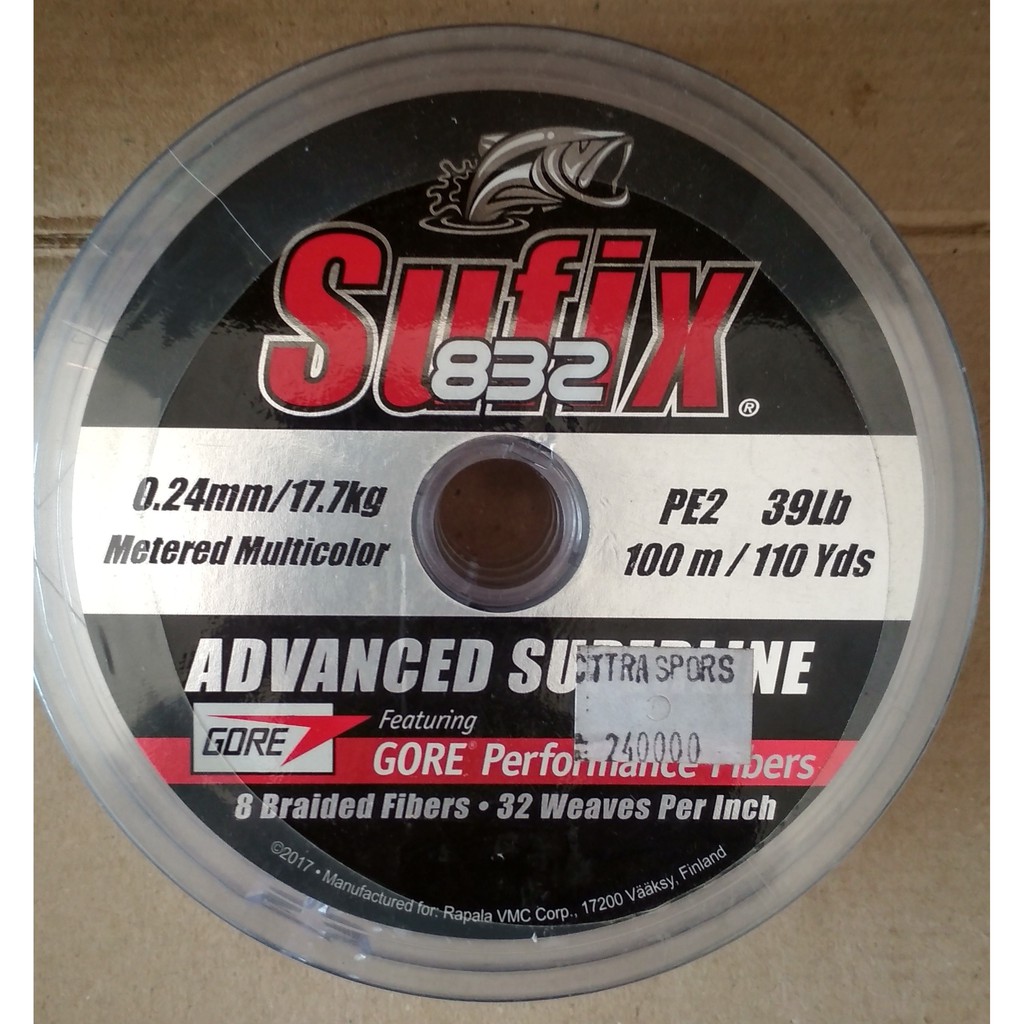 Sufix
832
®
0.24mm/17.7kg
Metered Multicolor
PE2 39Lb
100 m / 110 Yds
ADVANCED
CITRA SPORS
240000
GORE
Featuring
GORE® Performance Fibers
8 Braided Fibers • 32 Weaves Per Inch
©2017 • Manufactured for: Rapala VMC Corp., 17200 Vääksy, Finland